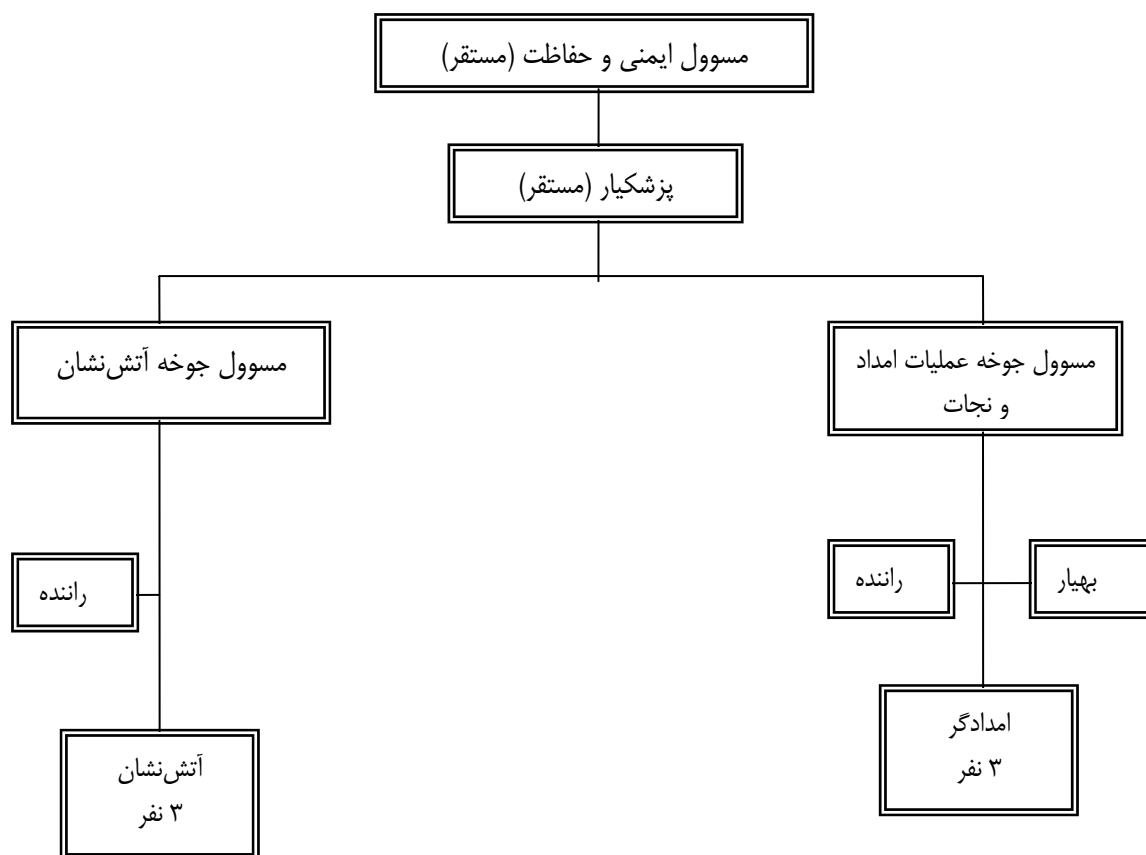 مسوول ایمنی و حفاظت (مستقر)
پزشکیار (مستقر)
مسوول جوخه عملیات امداد
و نجات
مسوول جوخه آتش‌نشان
بهیار
راننده
راننده
امدادگر
۳ نفر
آتش‌نشان
۳ نفر